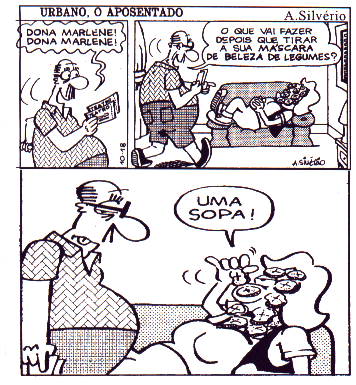 URBANO, O APOSENTADO
A. Silvério
DONA MARLENE!
DONA MARLENE!
10-18
O QUE VAI FAZER
DEPOIS QUE TIRAR
A SUA MÁSCARA
DE BELEZA DE LEGUMES?
A. SILVÉRIO
UMA
SOPA!